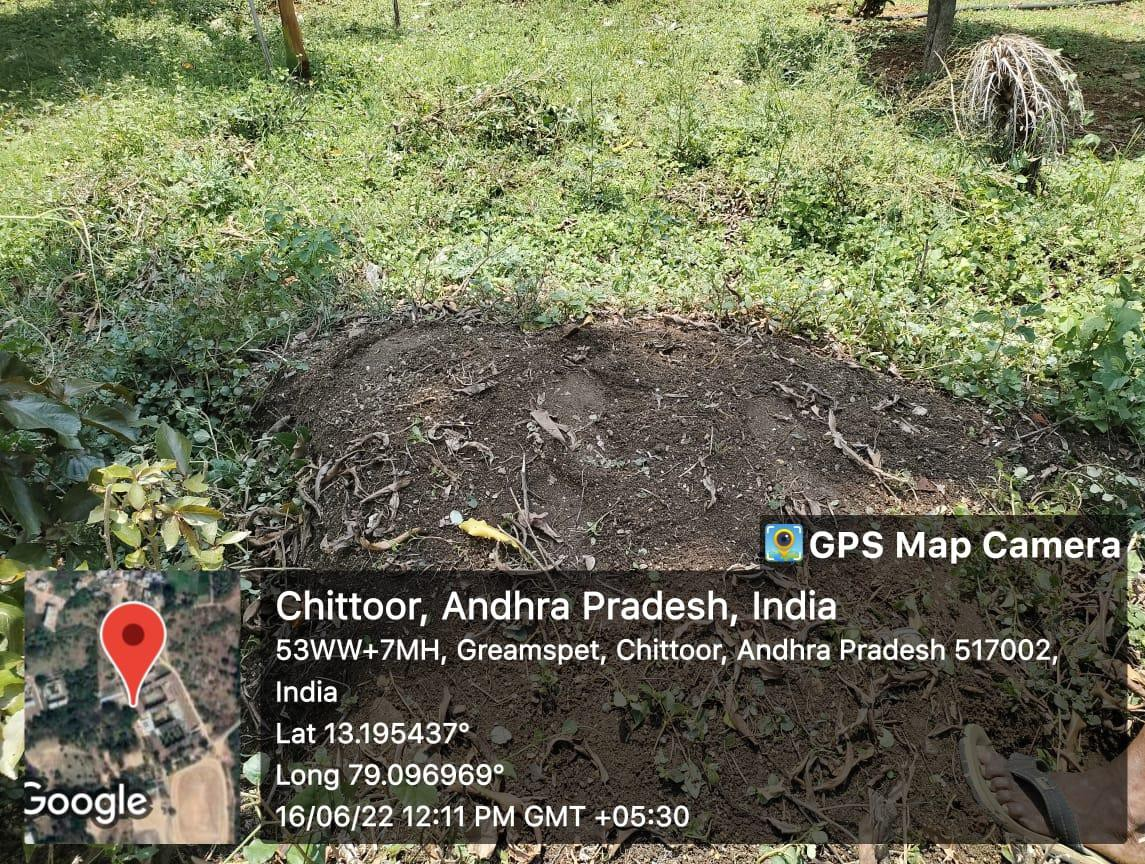 GPS Map Camera
Chittoor, Andhra Pradesh, India
53WW+7MH, Greamspet, Chittoor, Andhra Pradesh 517002,
India
Lat 13.195437°
Long 79.096969°
16/06/22 12:11 PM GMT +05:30
Google